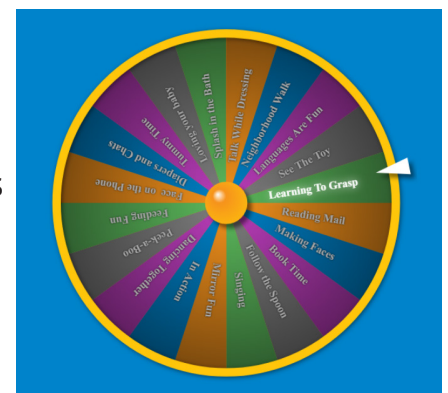 Talk While Dressing
Neighborhood Walk
Languages Are Fun
See The Toy
Learning To Grasp
Reading Mail
Making Faces
Book Time
Follow the Spoon
Singing
Mirror Fun
In Action
Dancing Together
Peek-a-Boo
Feeding Fun
Face on the Phone
Diapers and Chats
Tummy Time
Loving your baby
Splash in the Bath